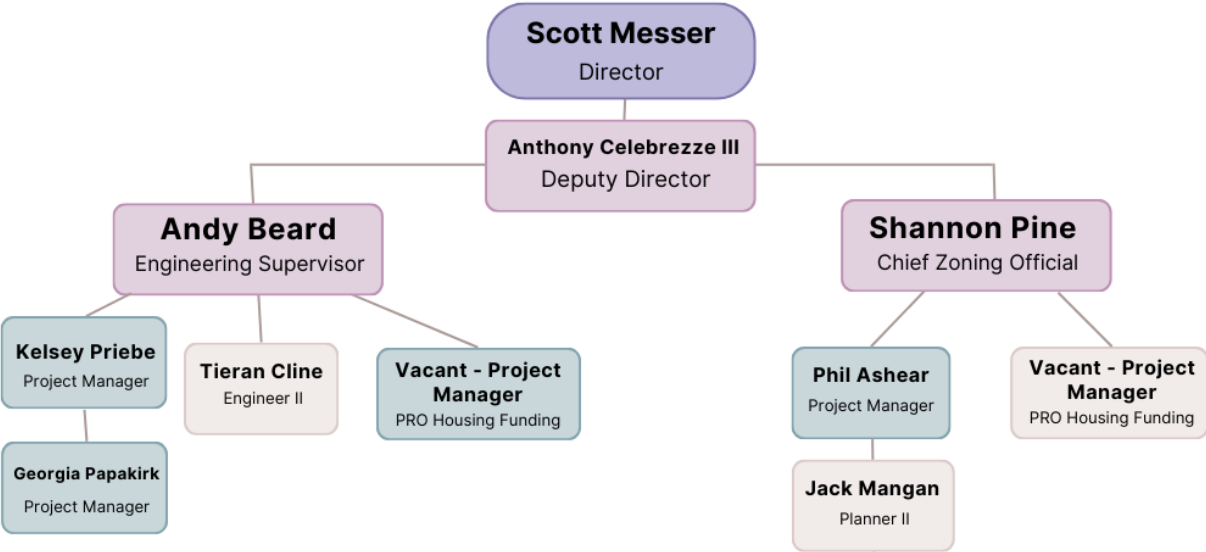 Scott Messer
Director
Anthony Celebrezze III
Deputy Director
Andy Beard
Engineering Supervisor
Shannon Pine
Chief Zoning Official
Kelsey Priebe
Project Manager
Tieran Cline
Engineer II
Vacant - Project
Manager
PRO Housing Funding
Phil Ashear
Project Manager
Vacant - Project
Manager
PRO Housing Funding
Georgia Papakirk
Project Manager
Jack Mangan
Planner II